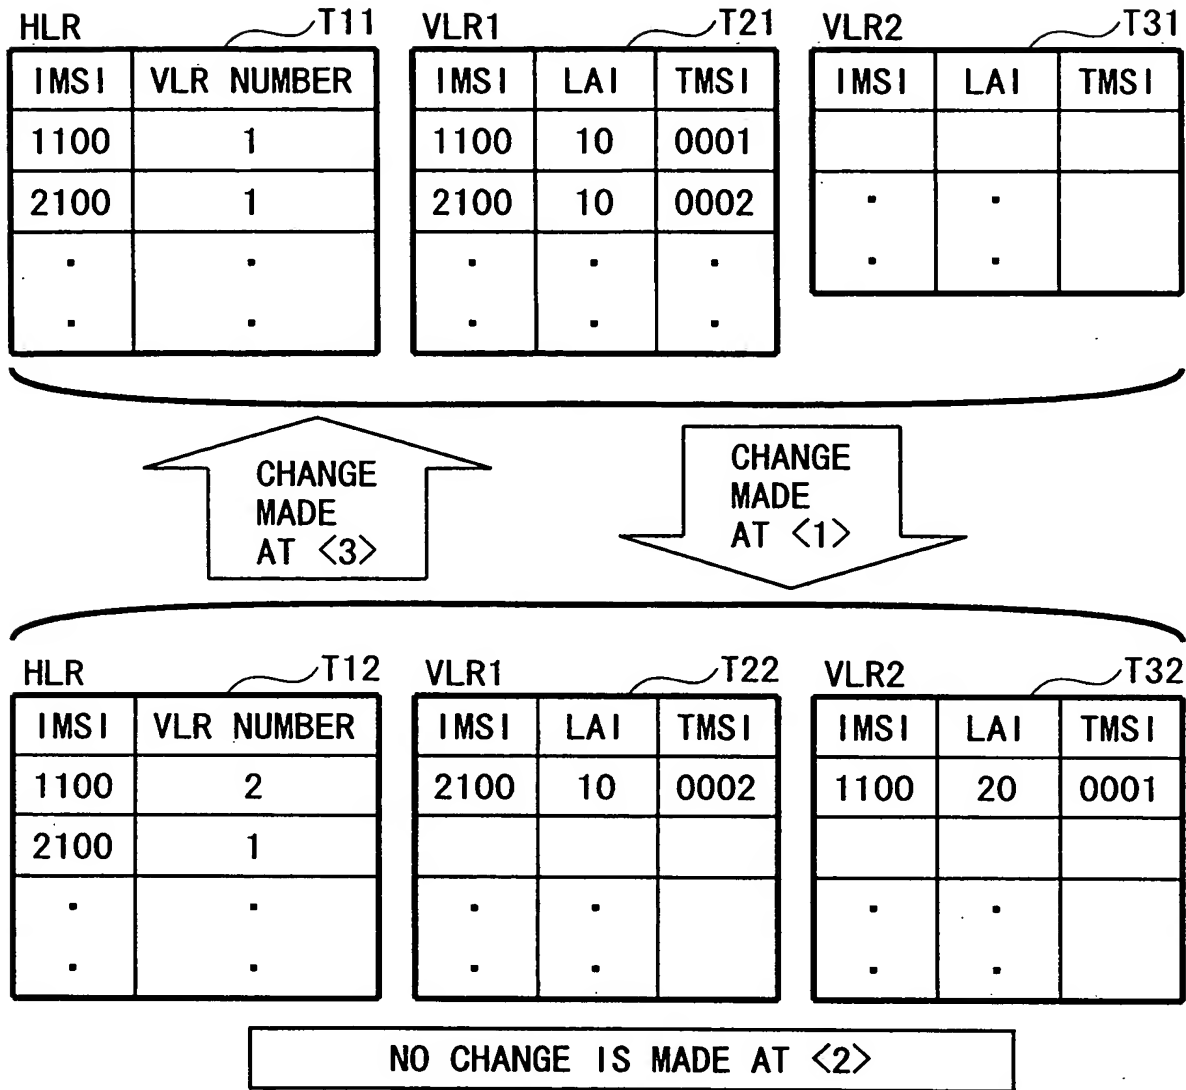 HLR T11 VLR1 T21 VLR2 T31
IMSI VLR NUMBER IMSI LAI TMSI IMSI LAI TMSI
1100 1 1100 10 0001
2100 1 2100 10 0002
CHANGE
MADE
AT <3>
CHANGE
MADE
AT <1>
HLR T12 VLR1 T22 VLR2 T32
IMSI VLR NUMBER IMSI LAI TMSI IMSI LAI TMSI
1100 2 2100 10 0002 1100 20 0001
2100 1
NO CHANGE IS MADE AT <2>